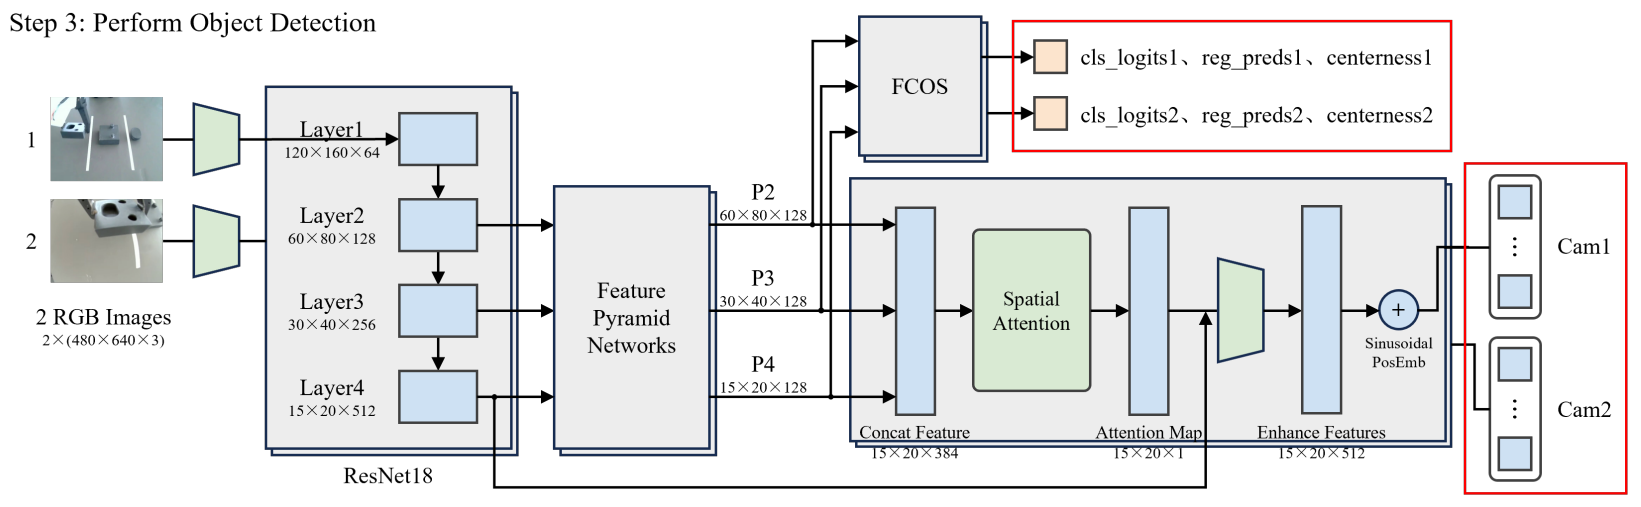 Step 3: Perform Object Detection
1
2
2 RGB Images
2×(480×640×3)
Layer1
120×160×64
Layer2
60×80×128
Layer3
30×40×256
Layer4
15×20×512
ResNet18
Feature
Pyramid
Networks
P2
60×80×128
P3
30×40×128
P4
15×20×128
FCOS
cls_logits1、reg_preds1、centerness1
cls_logits2、reg_preds2、centerness2
Concat Feature
15×20×384
Spatial
Attention
Attention Map
15×20×1
Enhance Features
15×20×512
+
Sinusoidal
PosEmb
...
Cam1
...
Cam2